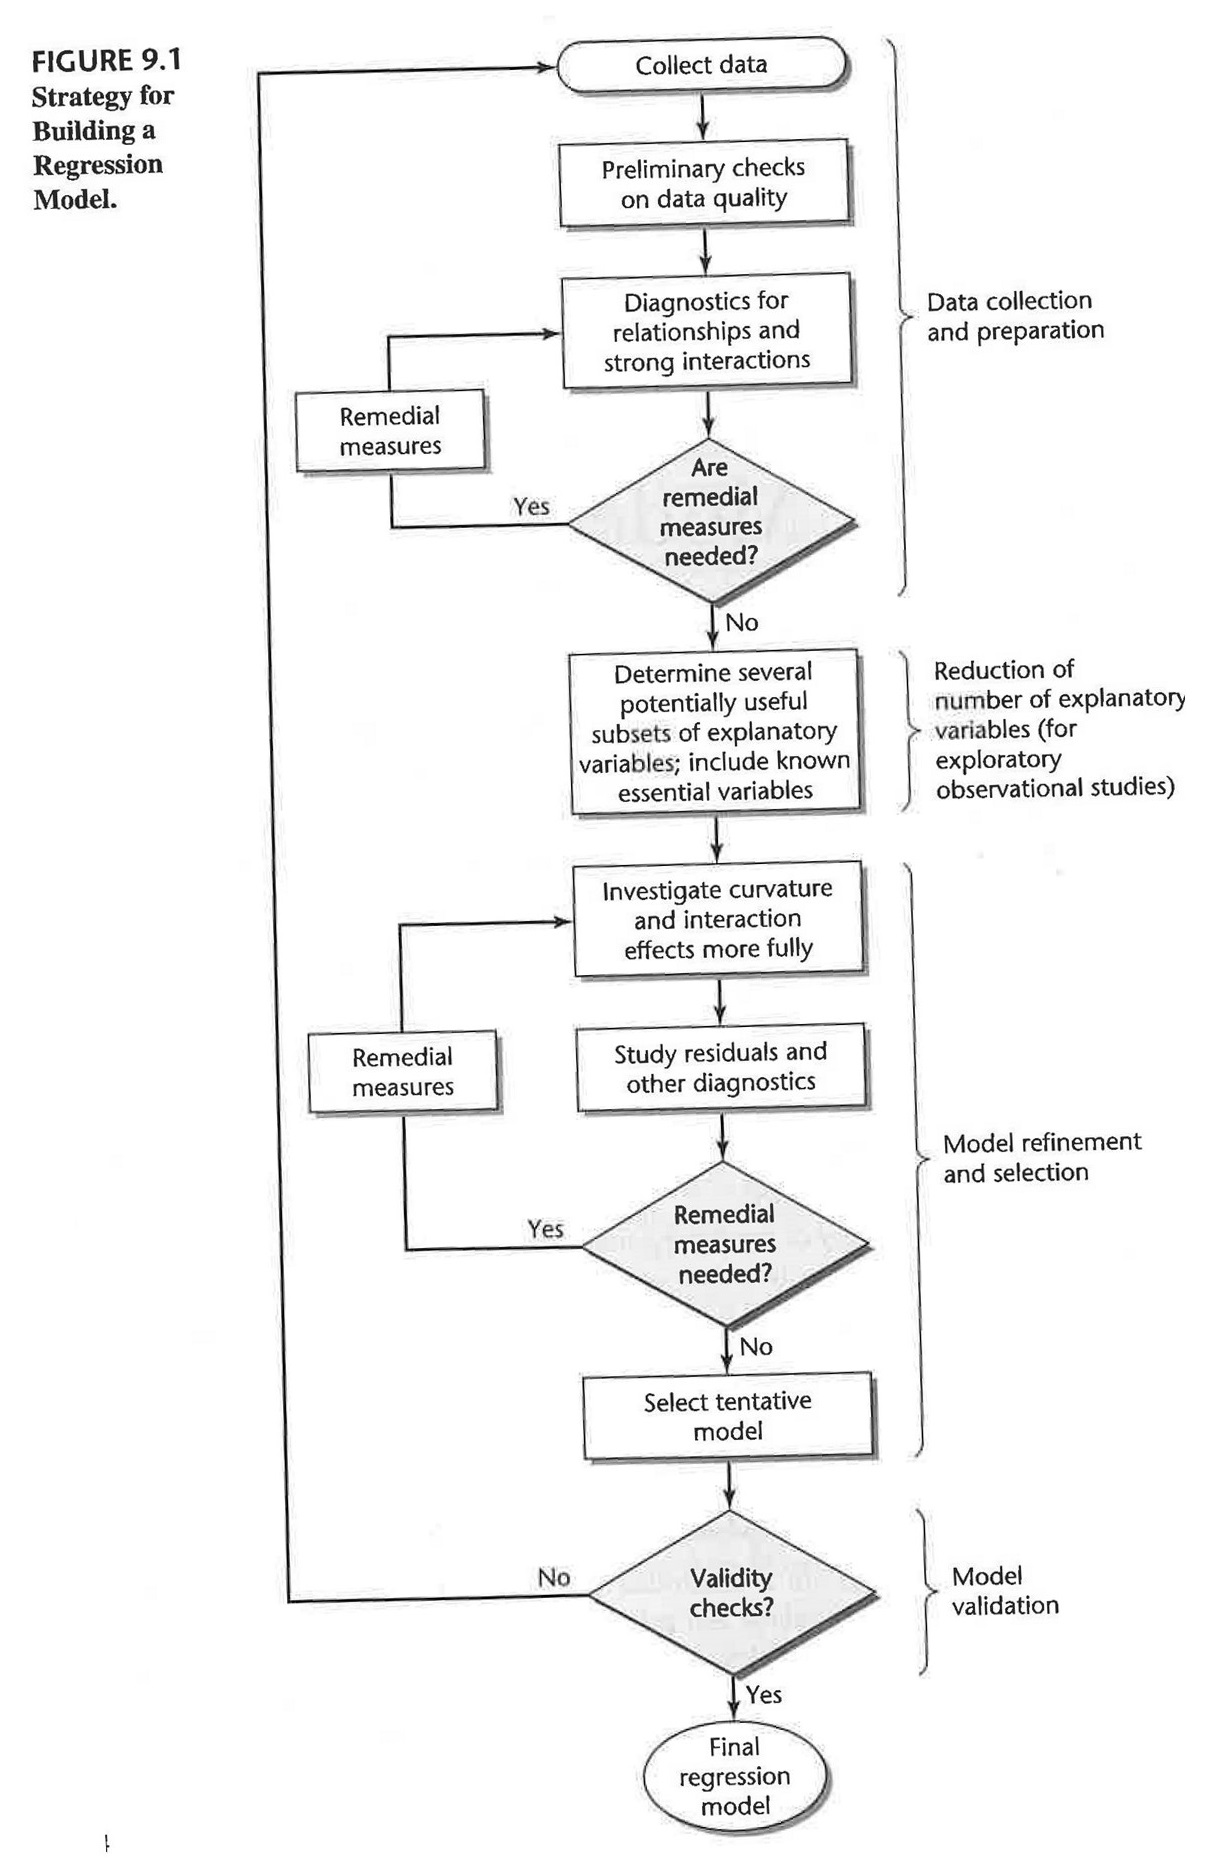 FIGURE 9.1
Strategy for
Building a
Regression
Model.
Collect data
Preliminary checks
on data quality
Diagnostics for
relationships and
strong interactions
Data collection
and preparation
Remedial
measures
Are
remedial
measures
needed?
Yes
No
Determine several
potentially useful
subsets of explanatory
variables; include known
essential variables
Reduction of
number of explanatory
variables (for
exploratory
observational studies)
Investigate curvature
and interaction
effects more fully
Remedial
measures
Study residuals and
other diagnostics
Model refinement
and selection
Remedial
measures
needed?
Yes
No
Select tentative
model
Validity
checks?
No
Model
validation
Yes
Final
regression
model